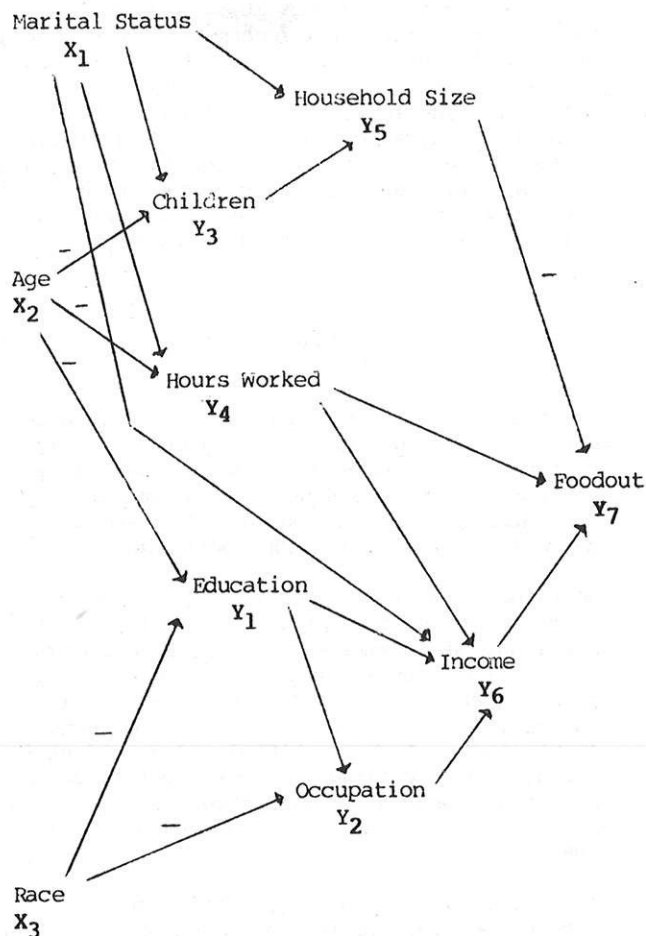 Marital Status
X1
Household Size
Y5
Children
Y3
–
Age
X2
–
–
–
Hours Worked
Y4
Foodout
Y7
Education
Y1
Income
Y6
–
Occupation
Y2
–
Race
X3